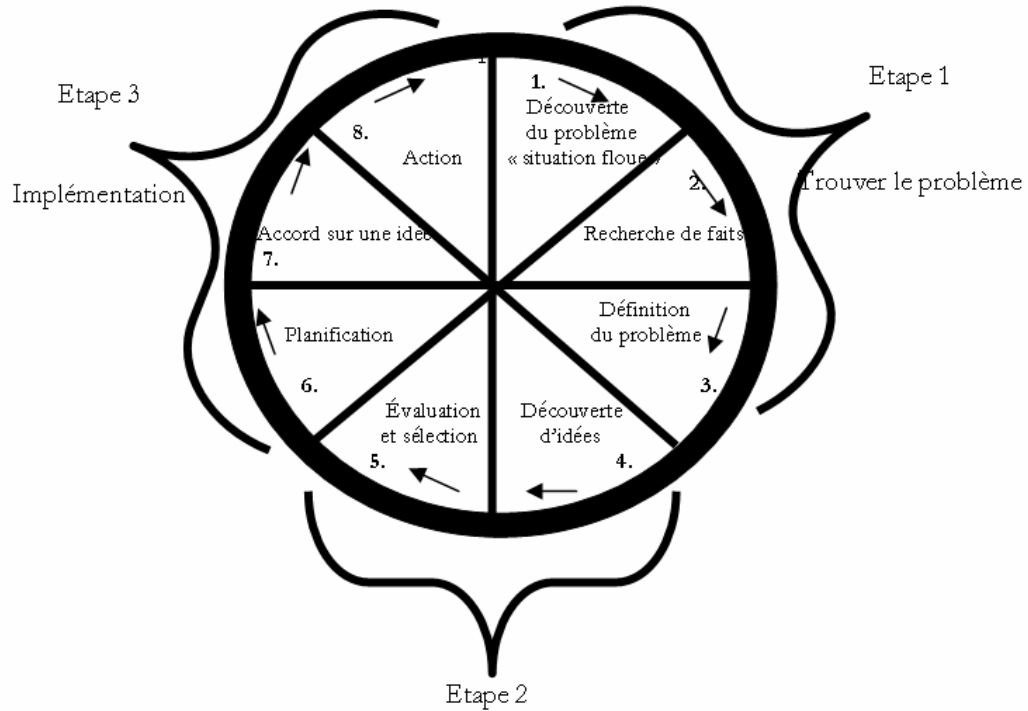 Etape 1
Trouver le problème
1.
Découverte
du problème
« situation floue »
2.
Recherche de faits
Définition
du problème
3.
Découverte
d'idées
4.
Évaluation
et sélection
5.
Planification
6.
Accord sur une idée
7.
8.
Action
Etape 2
Etape 3
Implémentation